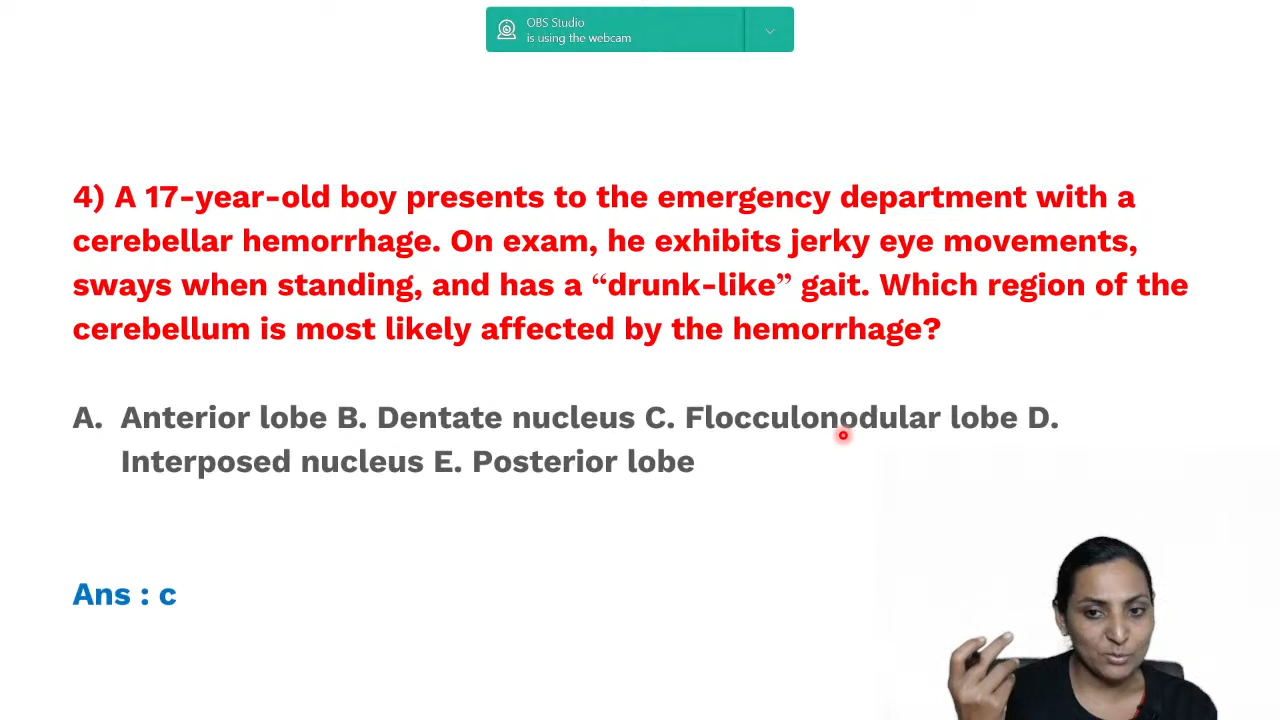 OBS Studio
is using the webcam
4) A 17-year-old boy presents to the emergency department with a
cerebellar hemorrhage. On exam, he exhibits jerky eye movements,
sways when standing, and has a “drunk-like” gait. Which region of the
cerebellum is most likely affected by the hemorrhage?
A. Anterior lobe B. Dentate nucleus C. Flocculonodular lobe D.
Interposed nucleus E. Posterior lobe
Ans : c